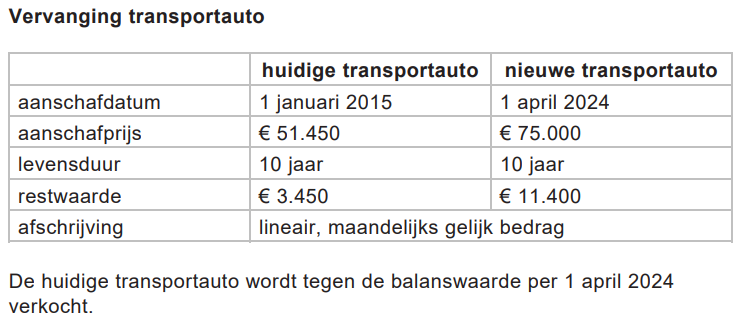 Vervanging transportauto
huidige transportauto nieuwe transportauto
aanschafdatum 1 januari 2015 1 april 2024
aanschafprijs € 51.450 € 75.000
levensduur 10 jaar 10 jaar
restwaarde € 3.450 € 11.400
afschrijving lineair, maandelijks gelijk bedrag
De huidige transportauto wordt tegen de balanswaarde per 1 april 2024
verkocht.